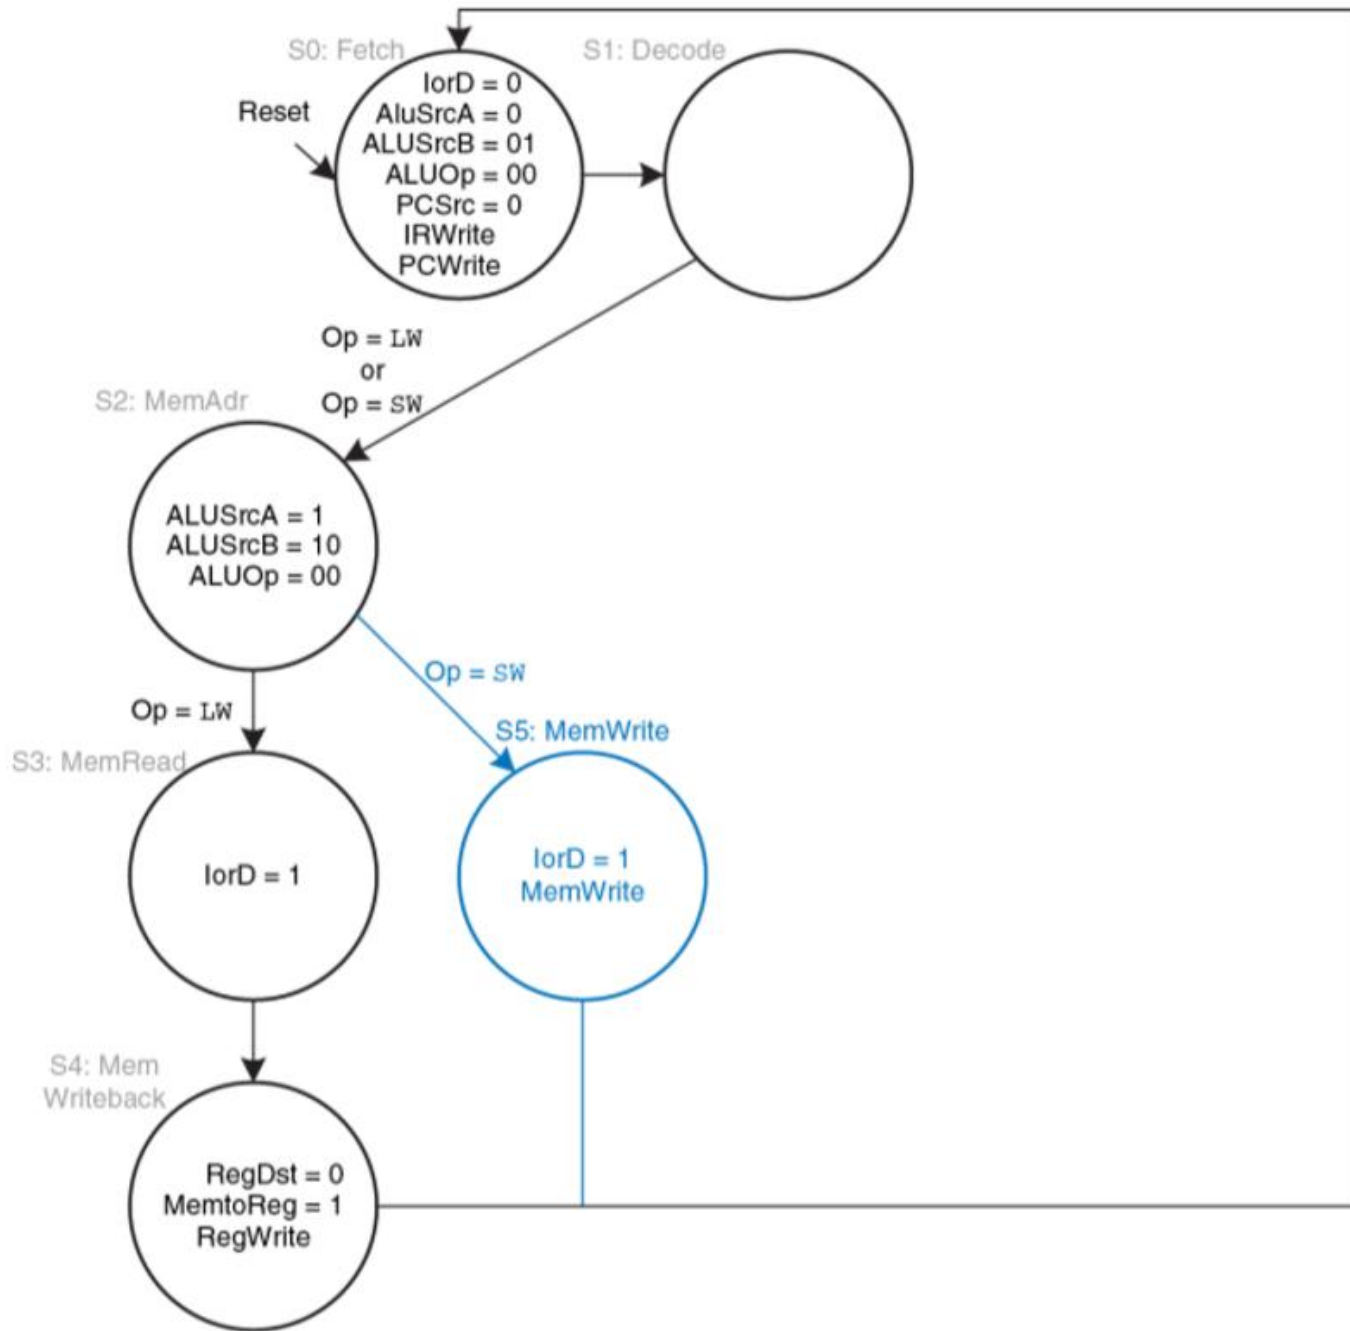 S0: Fetch
S1: Decode
Reset
IorD = 0
AluSrcA = 0
ALUSrcB = 01
ALUOp = 00
PCSrc = 0
IRWrite
PCWrite
Op = LW
or
Op = SW
S2: MemAdr
ALUSrcA = 1
ALUSrcB = 10
ALUOp = 00
Op = SW
Op = LW
S5: MemWrite
S3: MemRead
IorD = 1
IorD = 1
MemWrite
S4: Mem
Writeback
RegDst = 0
MemtoReg = 1
RegWrite